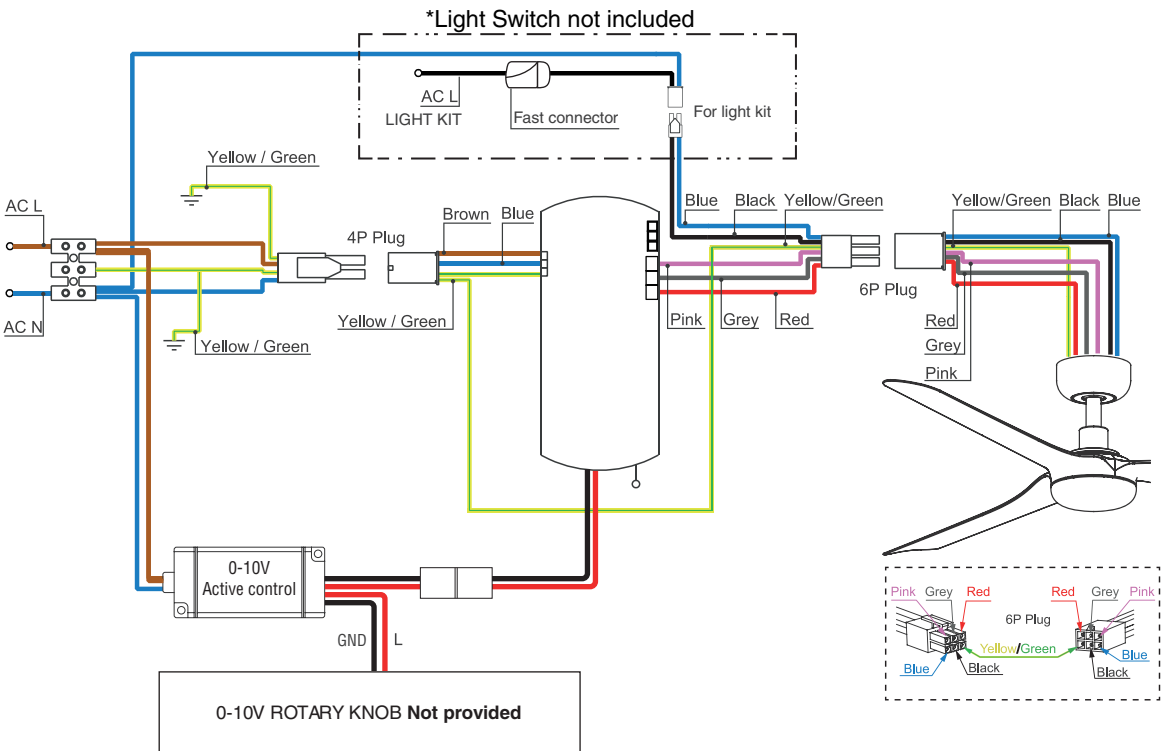 *Light Switch not included
AC L
LIGHT KIT
Fast connector
For light kit
Yellow / Green
AC L
AC N
Yellow / Green
4P Plug
Brown
Blue
Yellow / Green
Blue
Black
Yellow/Green
Pink
Grey
Red
6P Plug
Yellow/Green
Black
Blue
Red
Grey
Pink
0-10V
Active control
GND
L
0-10V ROTARY KNOB Not provided
Pink
Grey
Red
Red
Grey
Pink
6P Plug
Yellow/Green
Blue
Black
Black
Blue